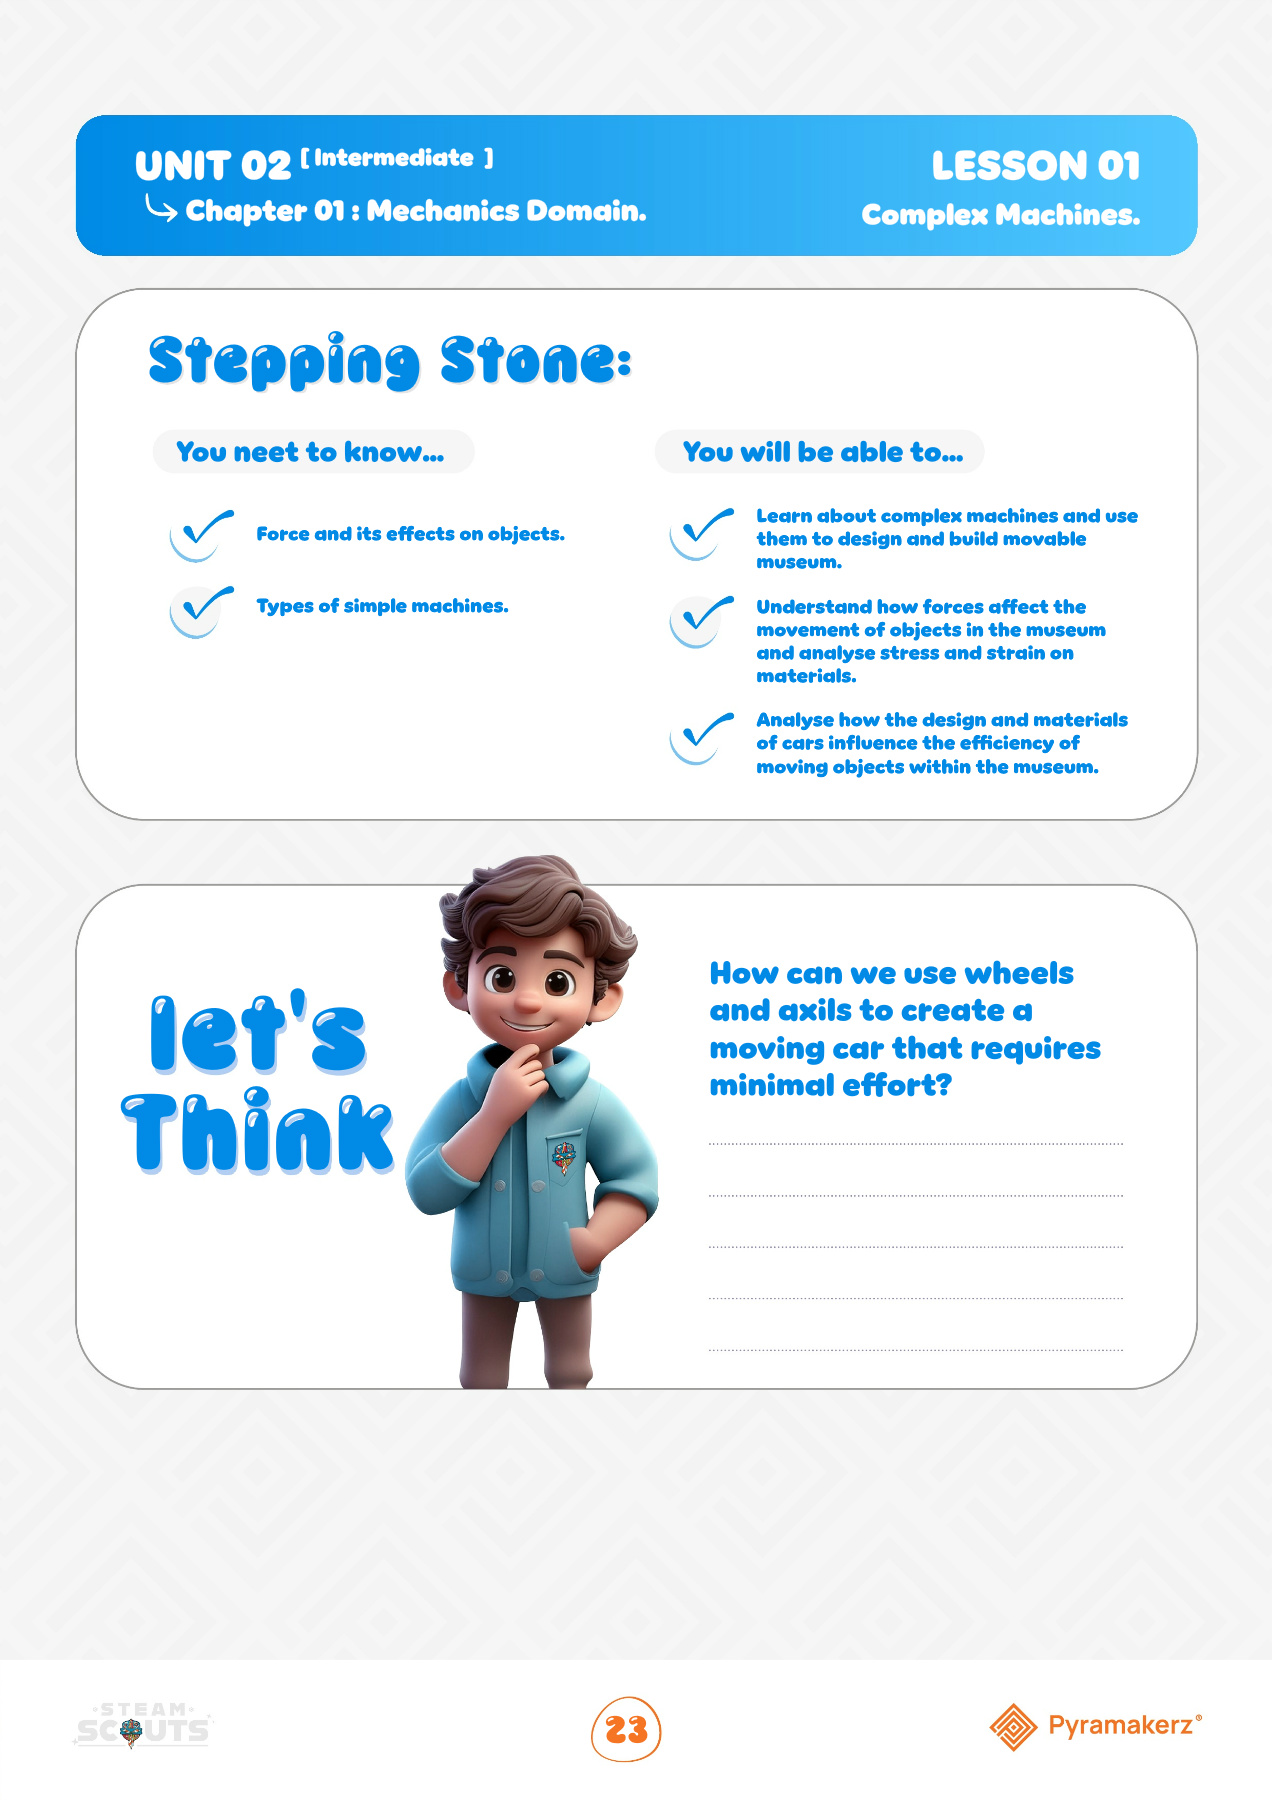 UNIT 02 [ Intermediate ]
Chapter 01 : Mechanics Domain.
LESSON 01
Complex Machines.
Stepping Stone:
You neet to know...
Force and its effects on objects.
Types of simple machines.
You will be able to...
Learn about complex machines and use
them to design and build movable
museum.
Understand how forces affect the
movement of objects in the museum
and analyse stress and strain on
materials.
Analyse how the design and materials
of cars influence the efficiency of
moving objects within the museum.
let's
Think
How can we use wheels
and axils to create a
moving car that requires
minimal effort?
STEAM
SCOUTS
23
Pyramakerz®